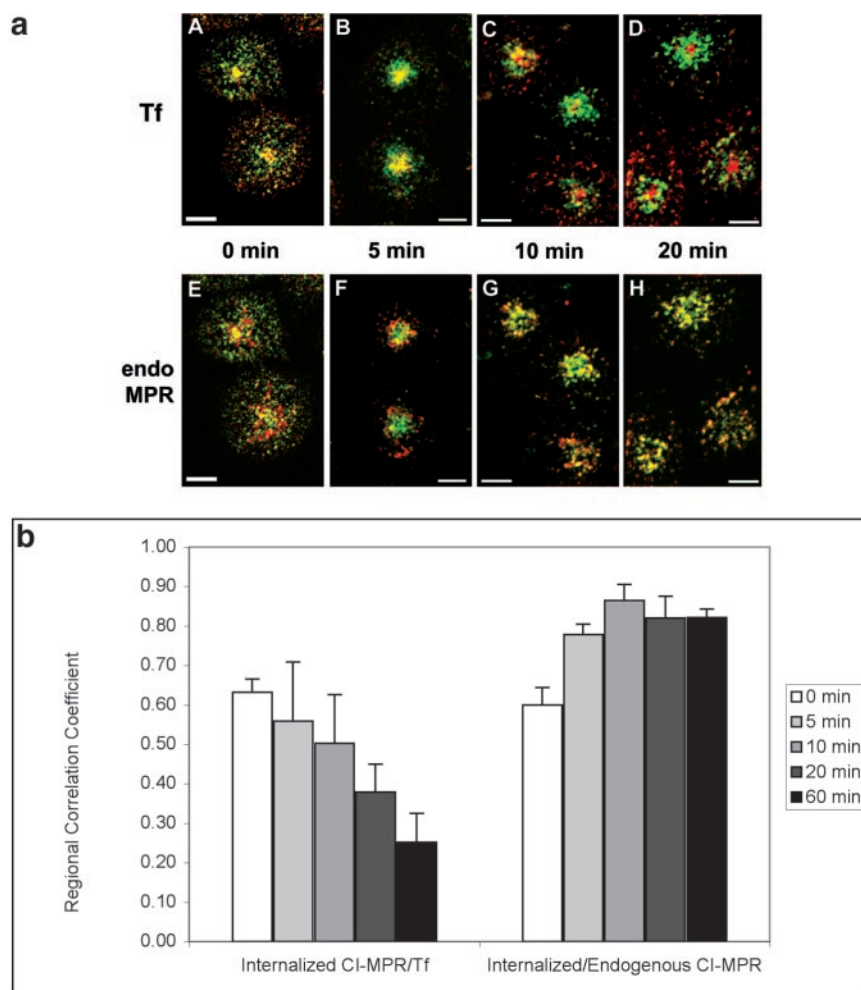 a
A B C D
Tf
0 min 5 min 10 min 20 min
E F G H
endo
MPR
b
1.00
0.90
0.80
0.70
0.60
0.50
0.40
0.30
0.20
0.10
0.00
Regional Correlation Coefficient
Internalized CI-MPR/Tf Internalized/Endogenous CI-MPR
0 min
5 min
10 min
20 min
60 min